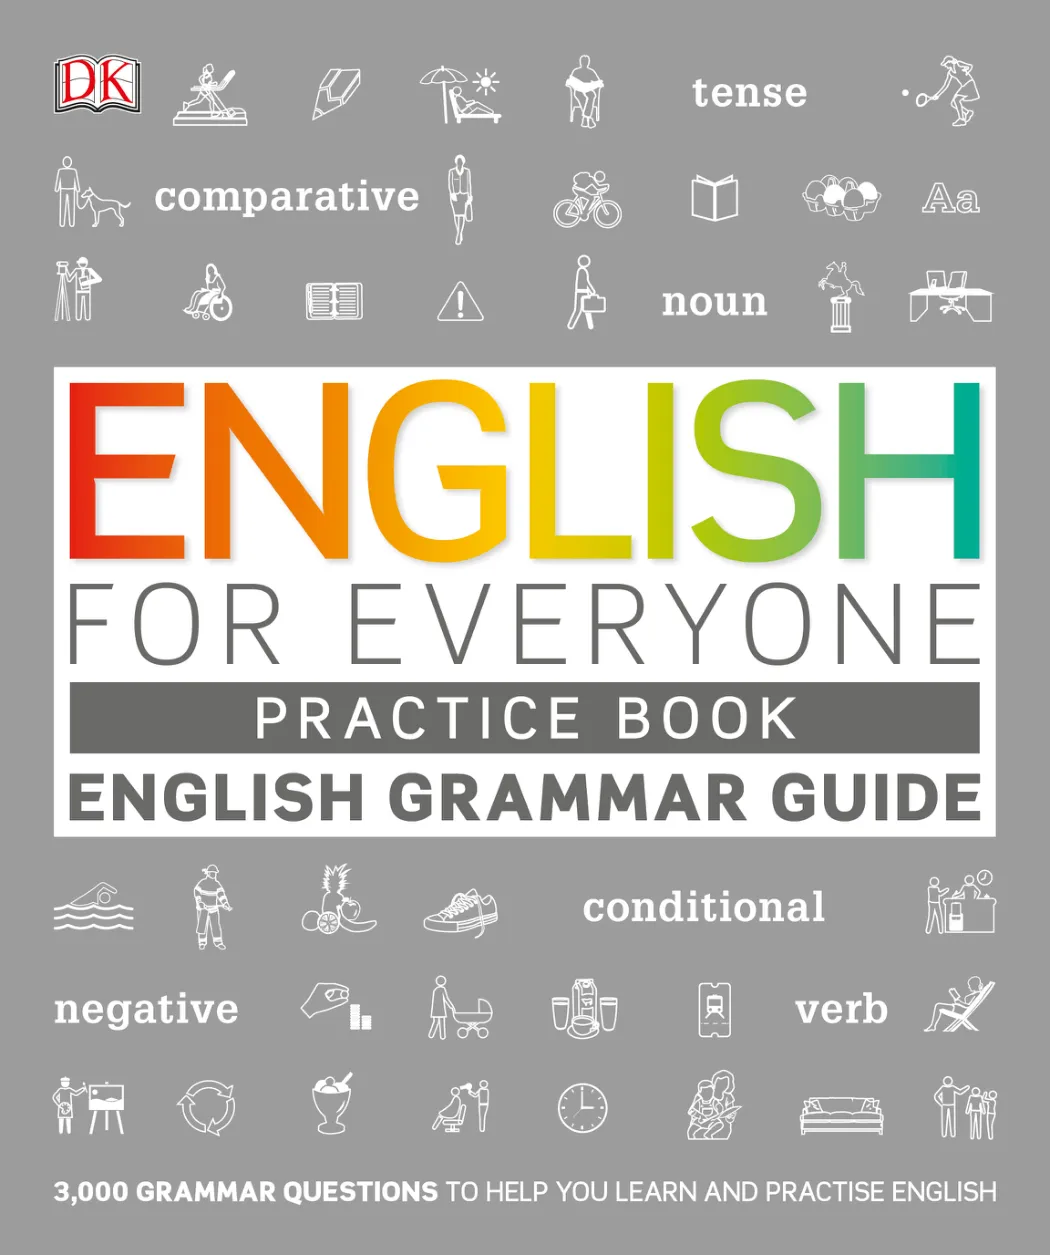 DK
tense
comparative
Aa
noun
ENGLISH
FOR EVERYONE
PRACTICE BOOK
ENGLISH GRAMMAR GUIDE
conditional
negative
verb
3,000 GRAMMAR QUESTIONS TO HELP YOU LEARN AND PRACTISE ENGLISH